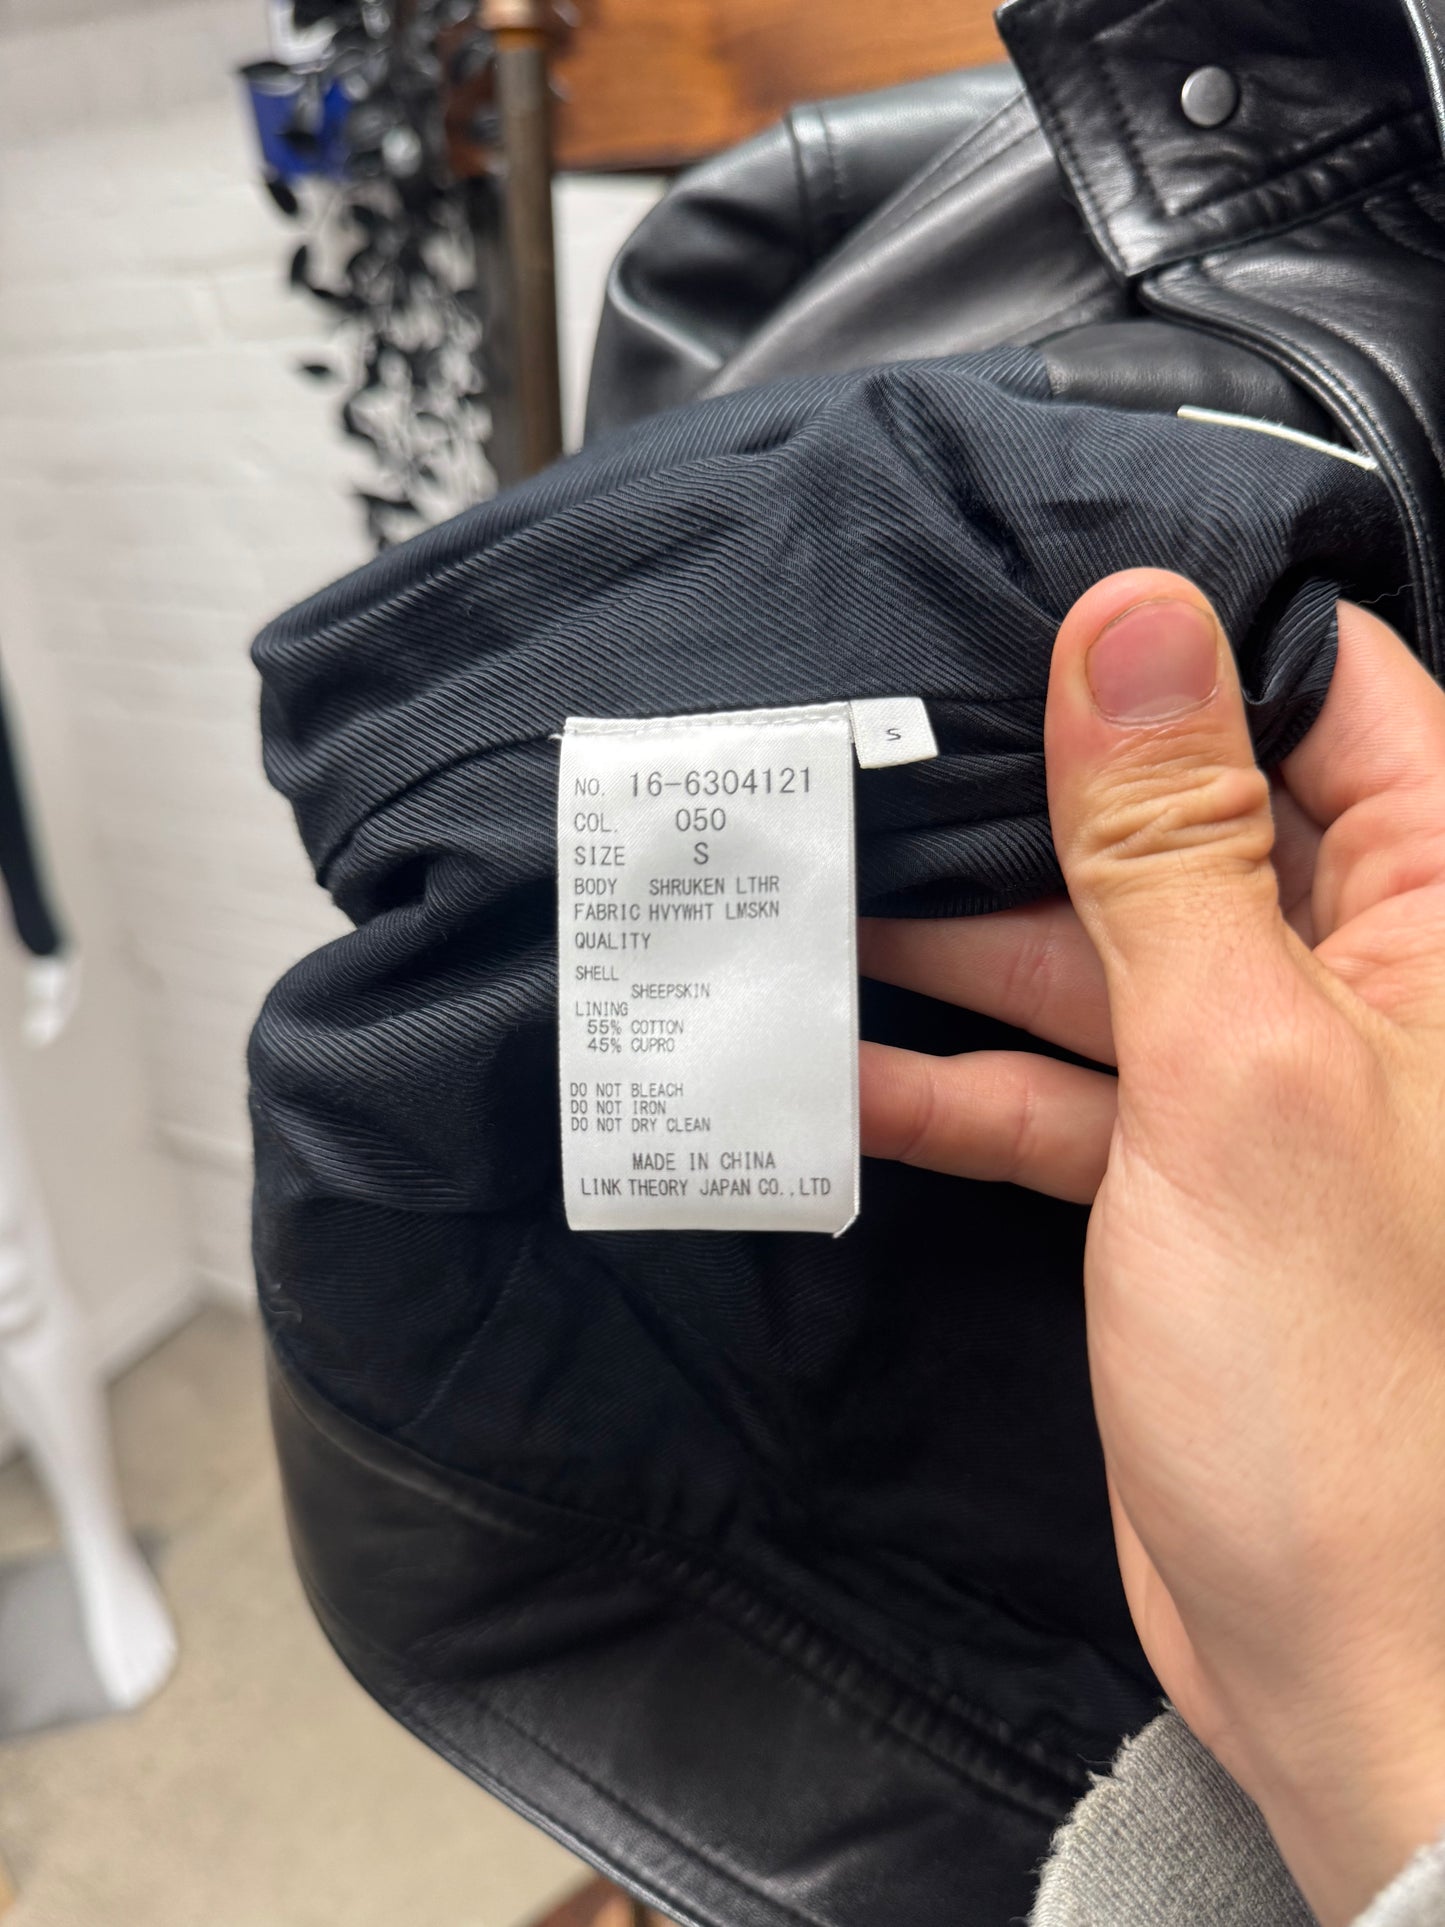 S
NO. 16-6304121
COL. 050
SIZE S
BODY SHRUKEN LTHR
FABRIC HVYWHT LMSKN
QUALITY
SHELL
SHEEPSKIN
LINING
55% COTTON
45% CUPRO
DO NOT BLEACH
DO NOT IRON
DO NOT DRY CLEAN
MADE IN CHINA
LINK THEORY JAPAN CO.,LTD